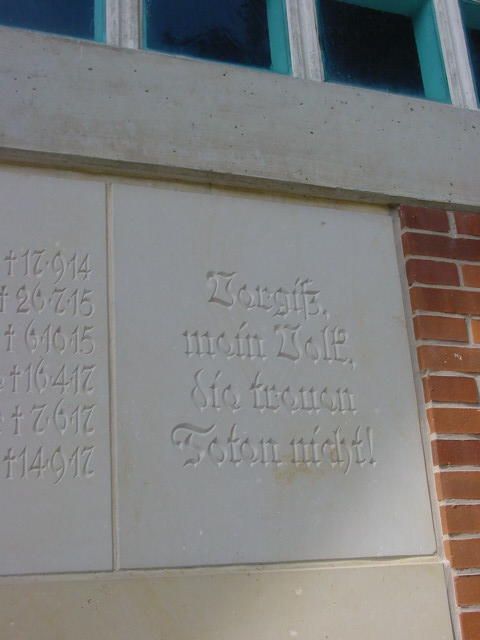 †17·9·14
†26·7·15
†6·10·15
†16·4·17
†7·6·17
†14·9·17
Vergiß,
mein Volk,
die treuen
Toten nicht!